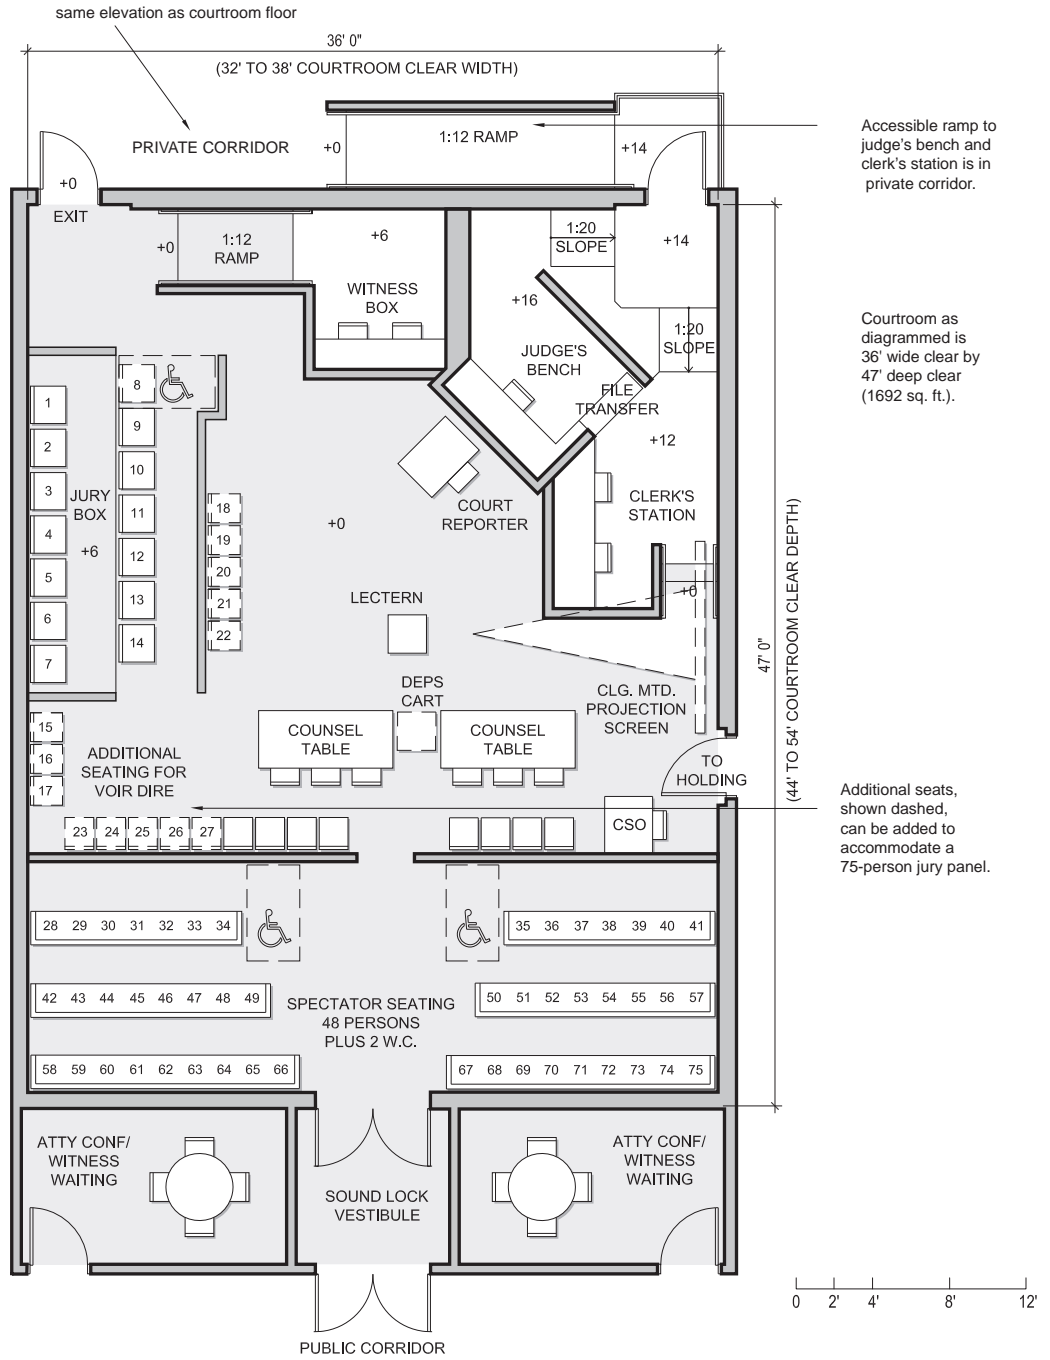 same elevation as courtroom floor
36' 0"
(32' TO 38' COURTROOM CLEAR WIDTH)
PRIVATE CORRIDOR
+0
1:12 RAMP
+14
Accessible ramp to
judge's bench and
clerk's station is in
private corridor.
+0
EXIT
+0
1:12
RAMP
+6
WITNESS
BOX
1:20
SLOPE
+14
+16
1:20
SLOPE
JUDGE'S
BENCH
FILE
TRANSFER
+12
Courtroom as
diagrammed is
36' wide clear by
47' deep clear
(1692 sq. ft.).
1
2
3
4
5
6
7
JURY
BOX
+6
8
9
10
11
12
13
14
18
19
20
21
22
+0
COURT
REPORTER
CLERK'S
STATION
+0
LECTERN
DEPS
CART
CLG. MTD.
PROJECTION
SCREEN
47' 0"
(44' TO 54' COURTROOM CLEAR DEPTH)
15
16
17
ADDITIONAL
SEATING FOR
VOIR DIRE
COUNSEL
TABLE
COUNSEL
TABLE
TO
HOLDING
Additional seats,
shown dashed,
can be added to
accommodate a
75-person jury panel.
23 24 25 26 27
CSO
28 29 30 31 32 33 34
35 36 37 38 39 40 41
42 43 44 45 46 47 48 49
50 51 52 53 54 55 56 57
SPECTATOR SEATING
48 PERSONS
PLUS 2 W.C.
58 59 60 61 62 63 64 65 66
67 68 69 70 71 72 73 74 75
ATTY CONF/
WITNESS
WAITING
SOUND LOCK
VESTIBULE
ATTY CONF/
WITNESS
WAITING
0 2' 4' 8' 12'
PUBLIC CORRIDOR